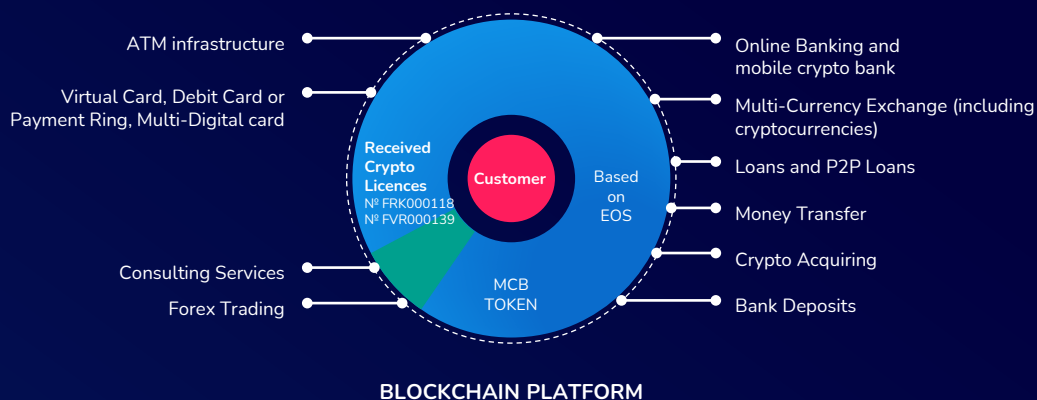 ATM infrastructure
Virtual Card, Debit Card or
Payment Ring, Multi-Digital card
Consulting Services
Forex Trading
Received
Crypto
Licences
№ FRK000118
№ FVR000139
Customer
Based
on
EOS
MCB
TOKEN
Online Banking and
mobile crypto bank
Multi-Currency Exchange (including
cryptocurrencies)
Loans and P2P Loans
Money Transfer
Crypto Acquiring
Bank Deposits
BLOCKCHAIN PLATFORM